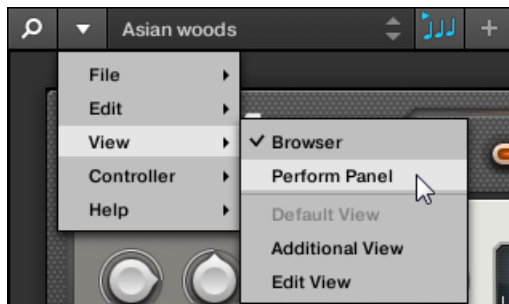 Asian woods
File
Edit
View
Controller
Help
Browser
Perform Panel
Default View
Additional View
Edit View